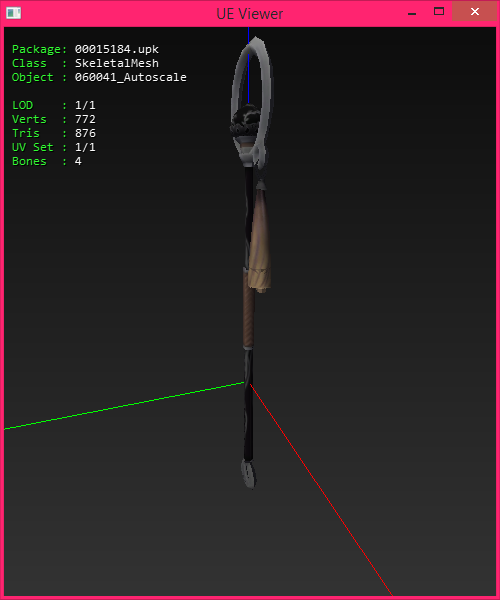 UE Viewer
Package: 00015184.upk
Class : SkeletalMesh
Object : 060041_Autoscale
LOD : 1/1
Verts : 772
Tris : 876
UV Set : 1/1
Bones : 4